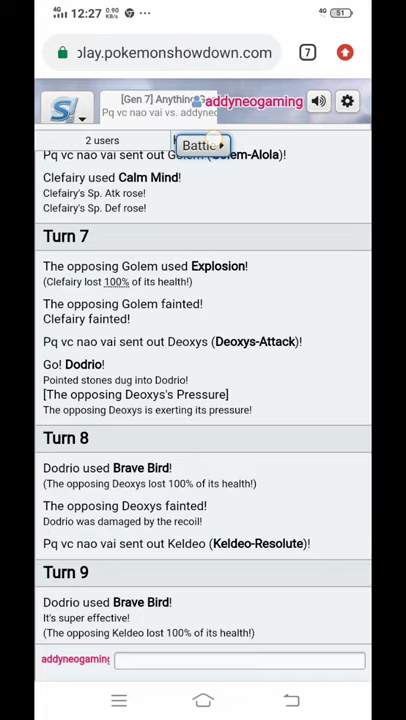 4G 12:27 0.90 KB/s 4G 51
play.pokemonshowdown.com 7
[Gen 7] Anything
Pq vc nao vai vs. addyneo
addyneogaming
2 users
Battle
Pq vc nao vai sent out Golem (Golem-Alola)!
Clefairy used Calm Mind!
Clefairy's Sp. Atk rose!
Clefairy's Sp. Def rose!
Turn 7
The opposing Golem used Explosion!
(Clefairy lost 100% of its health!)
The opposing Golem fainted!
Clefairy fainted!
Pq vc nao vai sent out Deoxys (Deoxys-Attack)!
Go! Dodrio!
Pointed stones dug into Dodrio!
[The opposing Deoxys's Pressure]
The opposing Deoxys is exerting its pressure!
Turn 8
Dodrio used Brave Bird!
(The opposing Deoxys lost 100% of its health!)
The opposing Deoxys fainted!
Dodrio was damaged by the recoil!
Pq vc nao vai sent out Keldeo (Keldeo-Resolute)!
Turn 9
Dodrio used Brave Bird!
It's super effective!
(The opposing Keldeo lost 100% of its health!)
addyneogaming